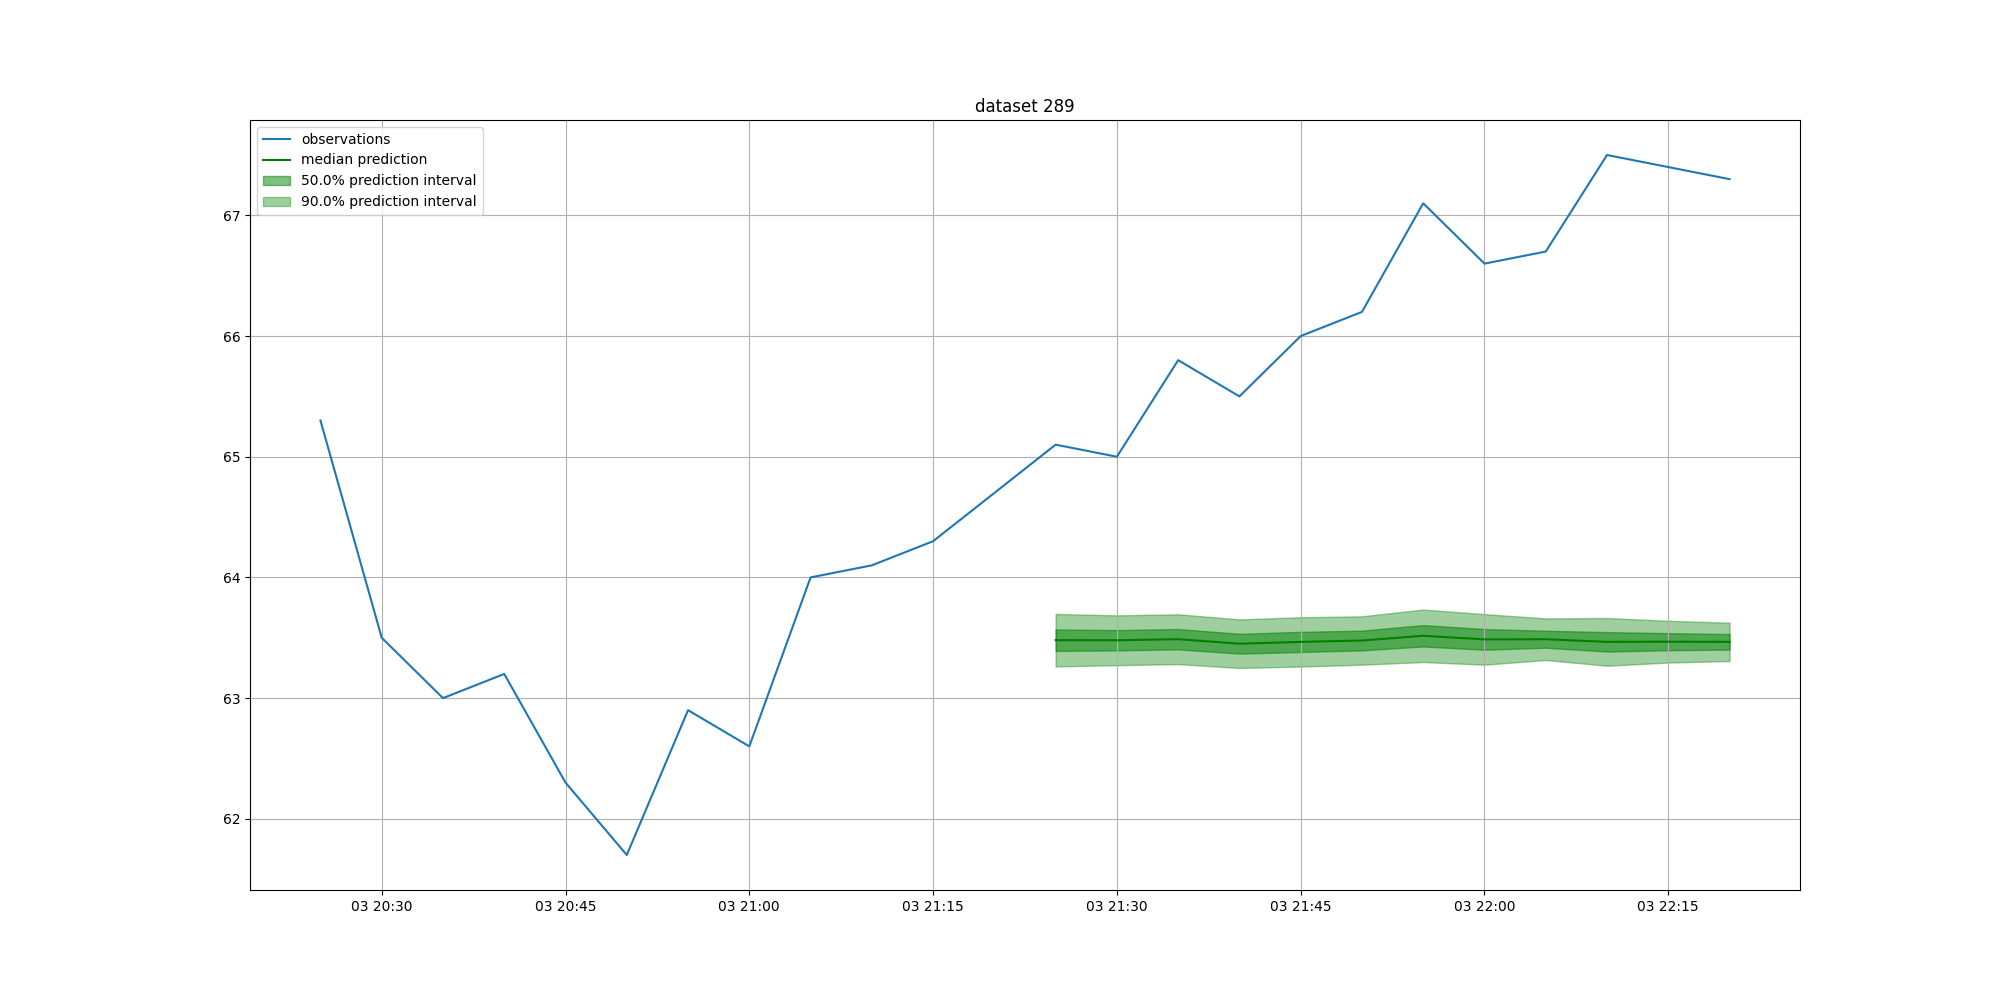 dataset 289
observations
median prediction
50.0% prediction interval
90.0% prediction interval
67
66
65
64
63
62
03 20:30
03 20:45
03 21:00
03 21:15
03 21:30
03 21:45
03 22:00
03 22:15